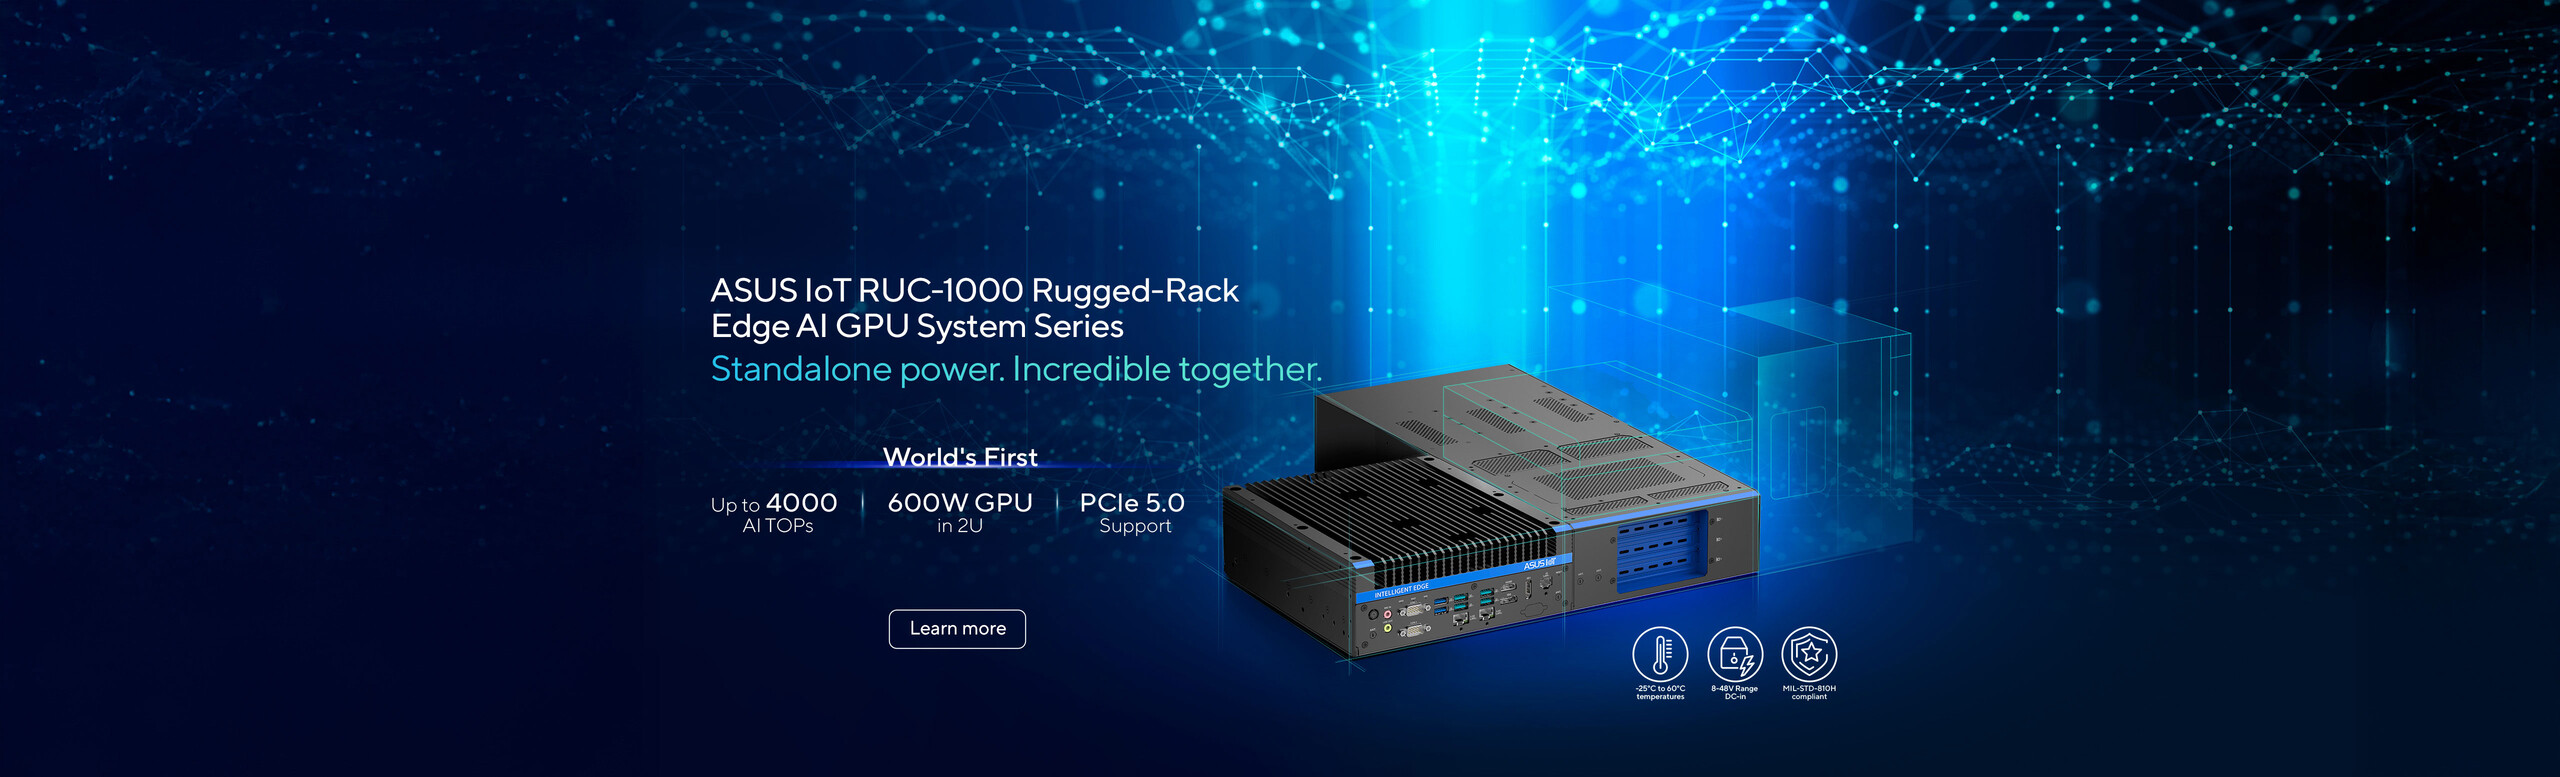 ASUS IoT RUC-1000 Rugged-Rack
Edge AI GPU System Series
Standalone power. Incredible together.
World's First
Up to 4000
AI TOPs
600W GPU
in 2U
PCIe 5.0
Support
Learn more
ASUS IoT
INTELLIGENT EDGE
-25°C to 60°C
temperatures
8-48V Range
DC-in
MIL-STD-810H
compliant